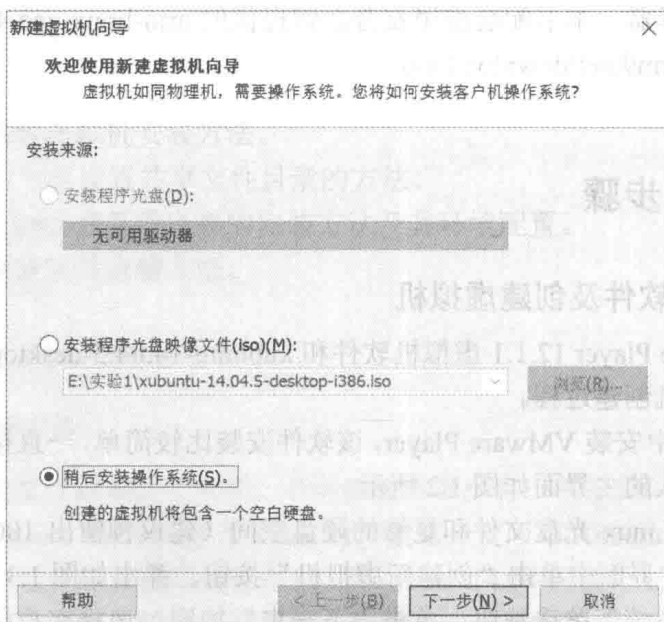 新建虚拟机向导
欢迎使用新建虚拟机向导
虚拟机如同物理机，需要操作系统。您将如何安装客户机操作系统?
安装来源:
安装程序光盘(D):
无可用驱动器
安装程序光盘映像文件(iso)(M):
E:\实验1\xubuntu-14.04.5-desktop-i386.iso
浏览(R)...
稍后安装操作系统(S)。
创建的虚拟机将包含一个空白硬盘。
帮助
< 上一步(B)
下一步(N) >
取消